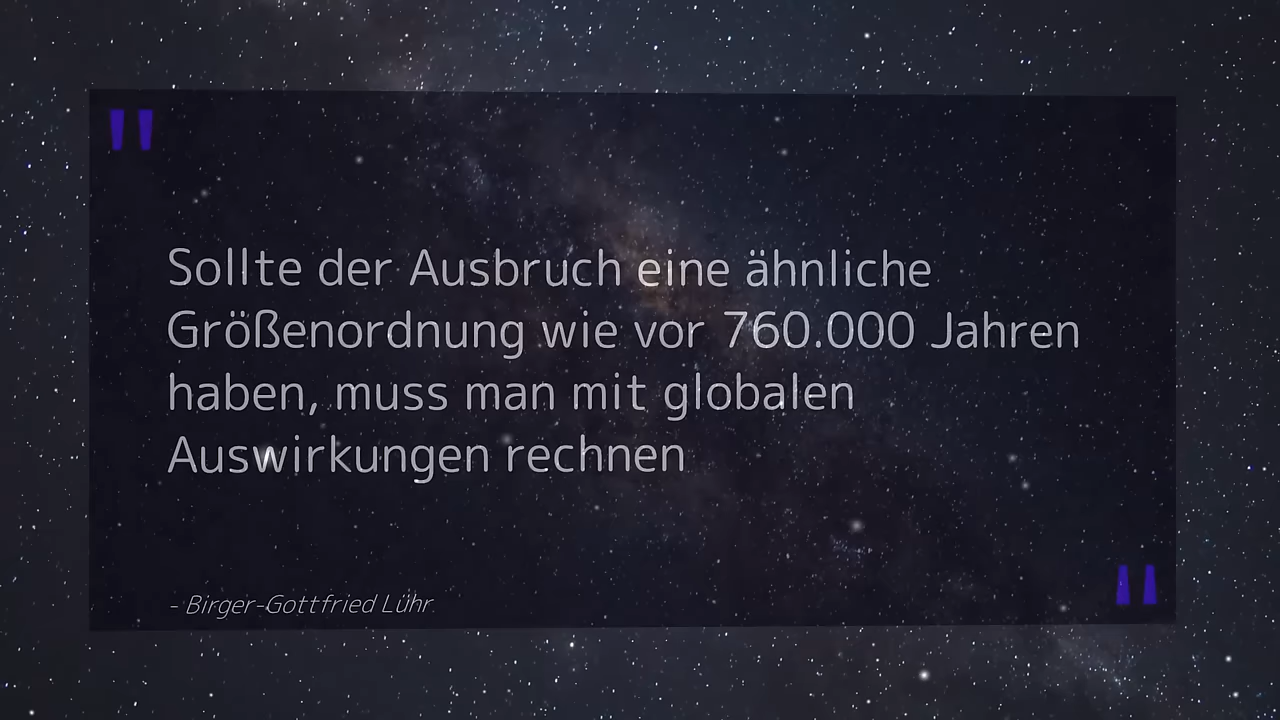 "
Sollte der Ausbruch eine ähnliche
Größenordnung wie vor 760.000 Jahren
haben, muss man mit globalen
Auswirkungen rechnen
"
- Birger-Gottfried Lühr